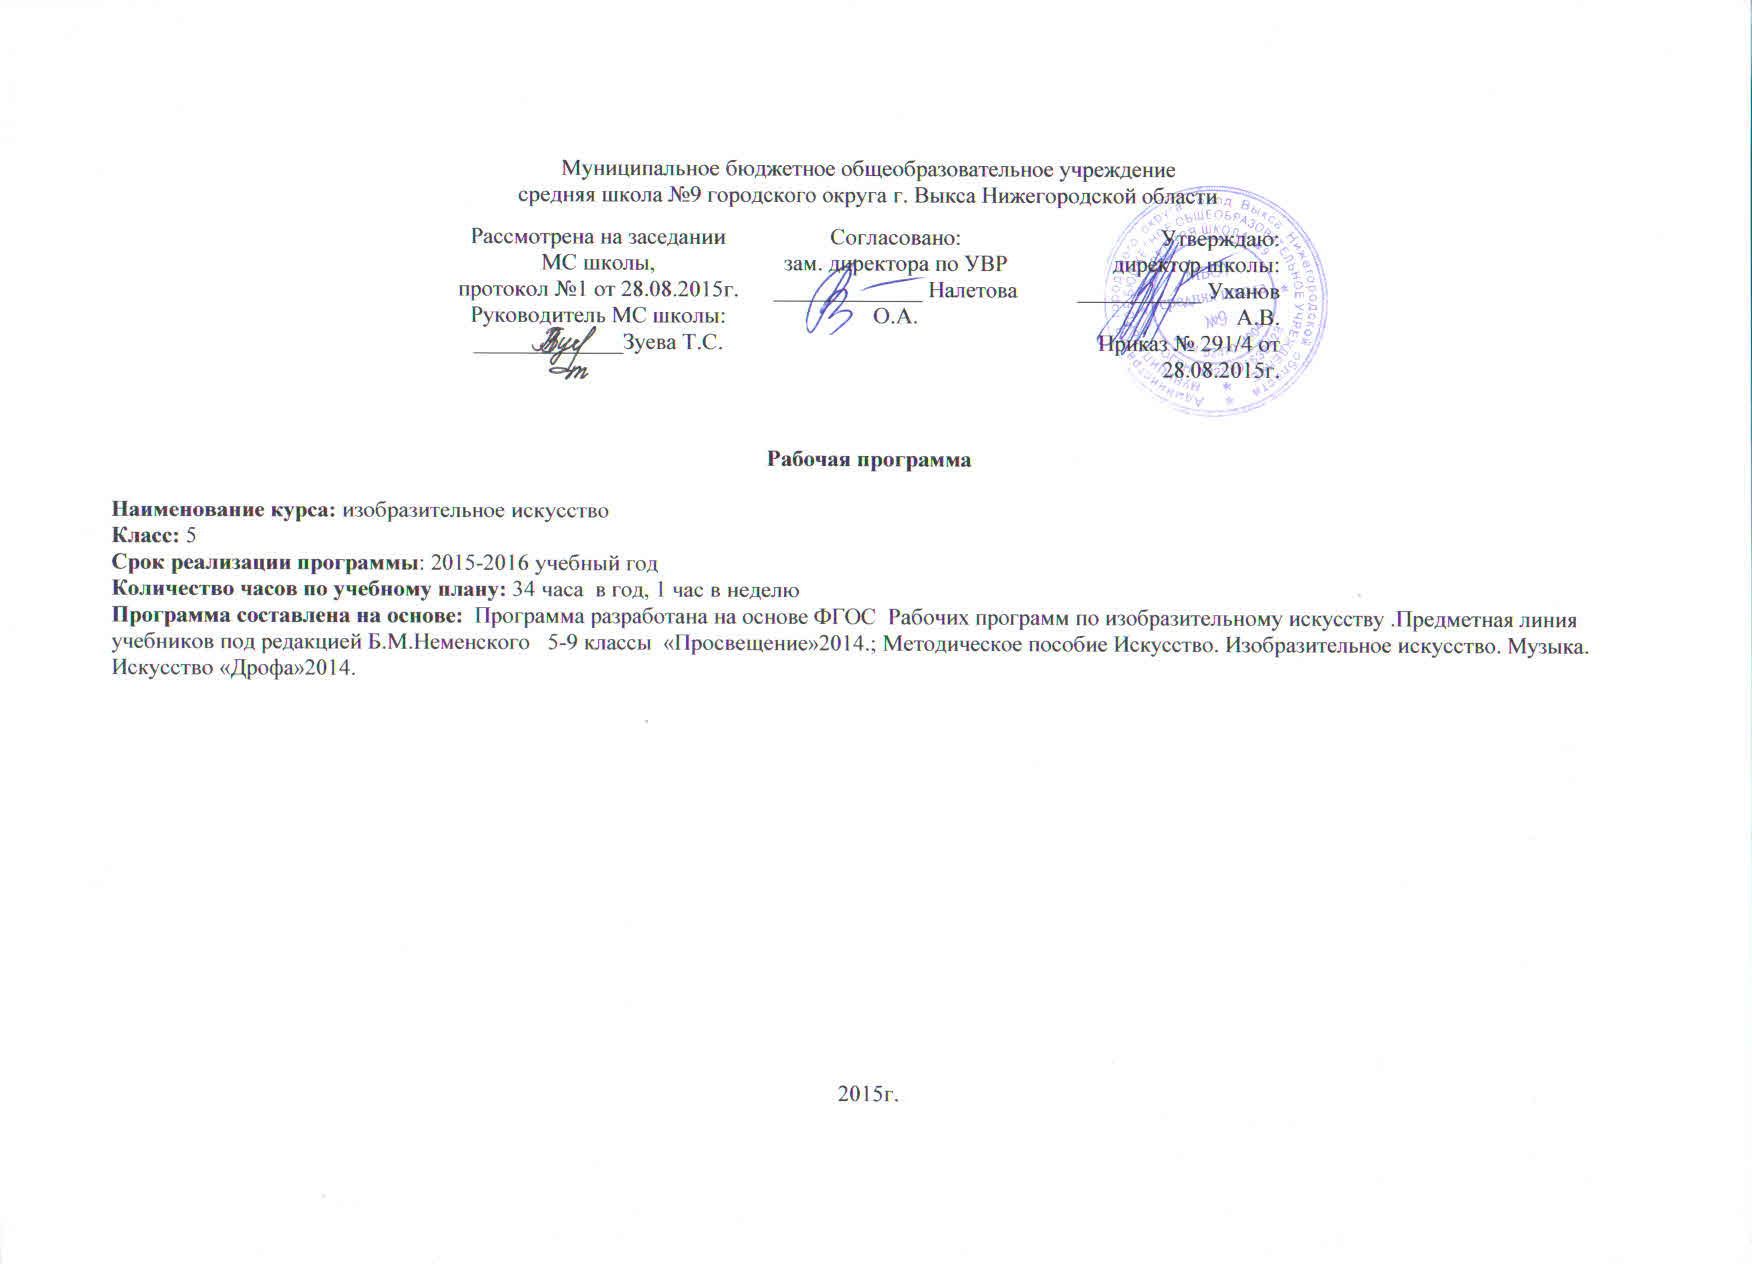 Муниципальное бюджетное общеобразовательное учреждение
средняя школа №9 городского округа г. Выкса Нижегородской области
Рассмотрена на заседании
МС школы,
протокол №1 от 28.08.2015г.
Руководитель МС школы:
_____________Зуева Т.С.
Согласовано:
зам. директора по УВР
_____________ Налетова
О.А.
Утверждаю:
директор школы:
___________ Уханов
А.В.
Приказ № 291/4 от
28.08.2015г.
№9
Рабочая программа
Наименование курса: изобразительное искусство
Класс: 5
Срок реализации программы: 2015-2016 учебный год
Количество часов по учебному плану: 34 часа  в год, 1 час в неделю
Программа составлена на основе:  Программа разработана на основе ФГОС  Рабочих программ по изобразительному искусству .Предметная линия
учебников под редакцией Б.М.Неменского   5-9 классы  «Просвещение»2014.; Методическое пособие Искусство. Изобразительное искусство. Музыка.
Искусство «Дрофа»2014.
2015г.